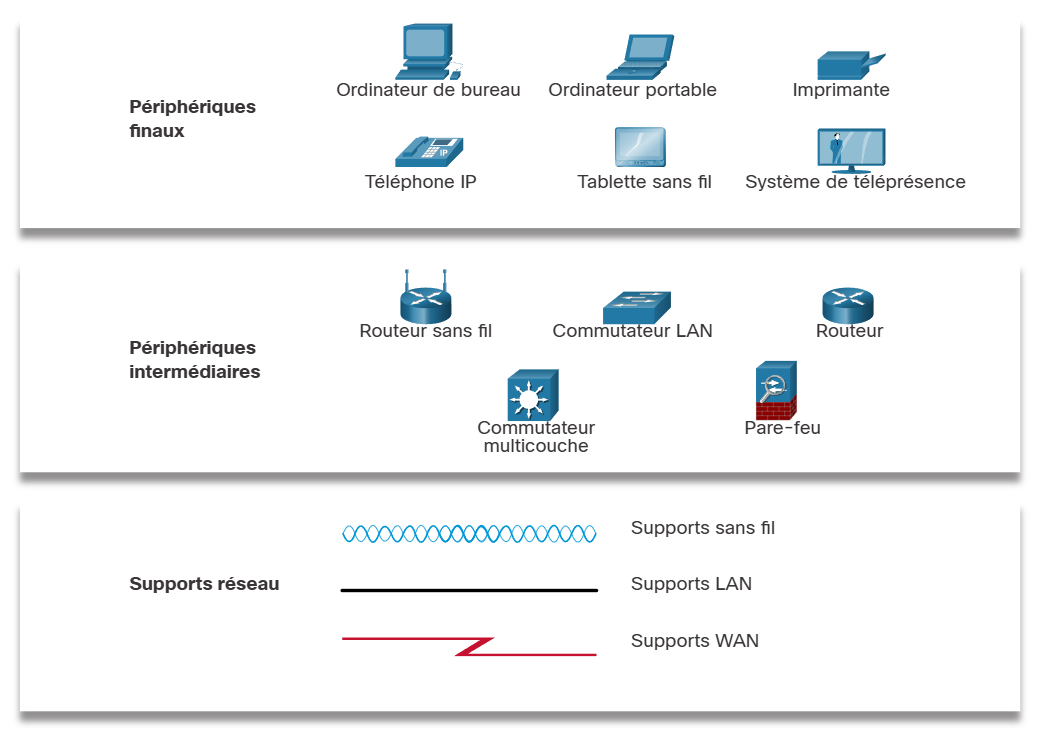 Périphériques
finaux
Ordinateur de bureau
Ordinateur portable
Imprimante
IP
Téléphone IP
Tablette sans fil
Système de téléprésence
Périphériques
intermédiaires
Routeur sans fil
Commutateur LAN
Routeur
Commutateur
multicouche
Pare-feu
Supports réseau
Supports sans fil
Supports LAN
Supports WAN